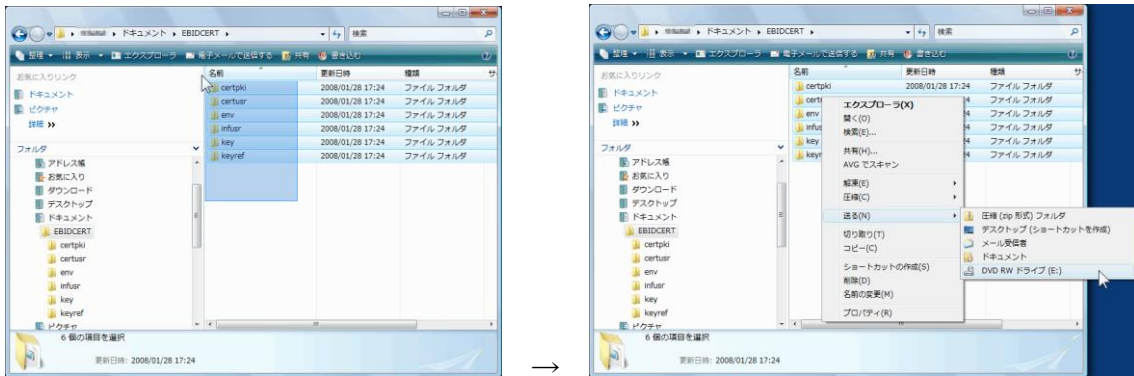 ドキュメント ▸ EBIDCERT ▸
検索
整理 表示 エクスプローラ 電子メールで送信する 共有 書き込む
お気に入りリンク
ドキュメント
ピクチャ
詳細 »
フォルダ
アドレス帳
お気に入り
ダウンロード
デスクトップ
ドキュメント
EBIDCERT
certpki
certusr
env
infusr
key
keyref
ピクチャ
名前 更新日時 種類 サ
certpki 2008/01/28 17:24 ファイル フォルダ
certusr 2008/01/28 17:24 ファイル フォルダ
env 2008/01/28 17:24 ファイル フォルダ
infusr 2008/01/28 17:24 ファイル フォルダ
key 2008/01/28 17:24 ファイル フォルダ
keyref 2008/01/28 17:24 ファイル フォルダ
6 個の項目を選択
更新日時: 2008/01/28 17:24
→
ドキュメント ▸ EBIDCERT ▸
検索
整理 表示 エクスプローラ 電子メールで送信する 共有 書き込む
お気に入りリンク
ドキュメント
ピクチャ
詳細 »
フォルダ
アドレス帳
お気に入り
ダウンロード
デスクトップ
ドキュメント
EBIDCERT
certpki
certusr
env
infusr
key
keyref
ピクチャ
名前 更新日時 種類 サ
certpki 2008/01/28 17:24 ファイル フォルダ
certu 4 ファイル フォルダ
env 4 ファイル フォルダ
infus 4 ファイル フォルダ
key 4 ファイル フォルダ
keyr 4 ファイル フォルダ
エクスプローラ(X)
開く(O)
検索(E)...
共有(H)...
AVG でスキャン
解凍(E)
圧縮(C)
送る(N)
切り取り(T)
コピー(C)
ショートカットの作成(S)
削除(D)
名前の変更(M)
プロパティ(R)
圧縮 (zip 形式) フォルダ
デスクトップ (ショートカットを作成)
メール受信者
ドキュメント
DVD RW ドライブ (E:)
6 個の項目を選択
更新日時: 2008/01/28 17:24